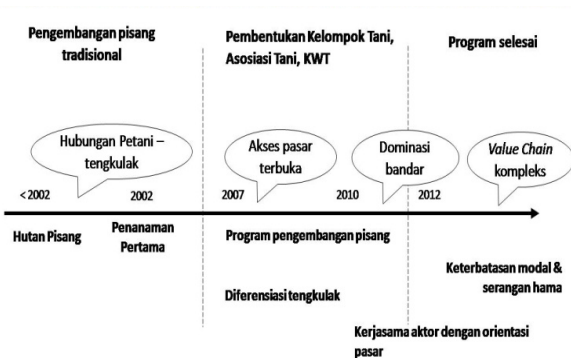 Pengembangan pisang
tradisional
Pembentukan Kelompok Tani,
Asosiasi Tani, KWT
Program selesai
Hubungan Petani –
tengkulak
Akses pasar
terbuka
Dominasi
bandar
Value Chain
kompleks
<2002
2002
2007
2010
2012
Hutan Pisang
Penanaman
Pertama
Program pengembangan pisang
Keterbatasan modal &
serangan hama
Diferensiasi tengkulak
Kerjasama aktor dengan orientasi
pasar